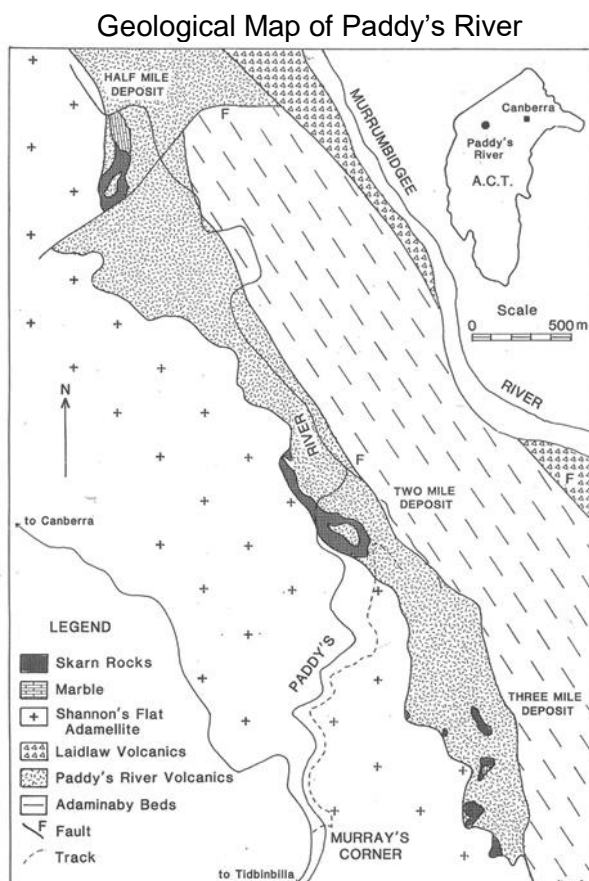 Geological Map of Paddy's River
HALF MILE
DEPOSIT
F
MURRUMBIDGEE
RIVER
Canberra
Paddy's
River
A.C.T.
Scale
0 500 m
N
RIVER
F
F
TWO MILE
DEPOSIT
to Canberra
PADDY'S
THREE MILE
DEPOSIT
MURRAY'S
CORNER
to Tidbinbilla
LEGEND
Skarn Rocks
Marble
Shannon's Flat
Adamellite
Laidlaw Volcanics
Paddy's River Volcanics
Adaminaby Beds
F
Fault
Track